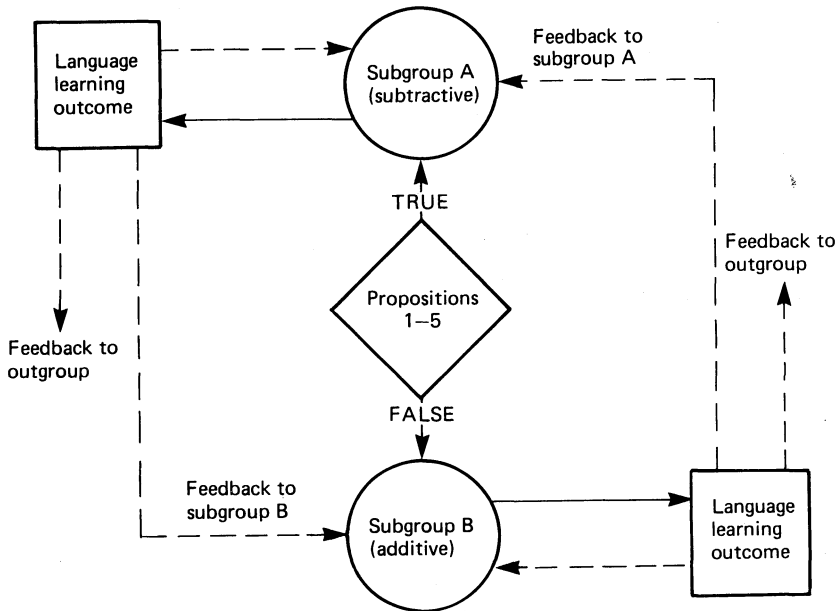 Language
learning
outcome
Subgroup A
(subtractive)
Feedback to
subgroup A
TRUE
Propositions
1—5
Feedback to
outgroup
Feedback to
outgroup
FALSE
Feedback to
subgroup B
Subgroup B
(additive)
Language
learning
outcome